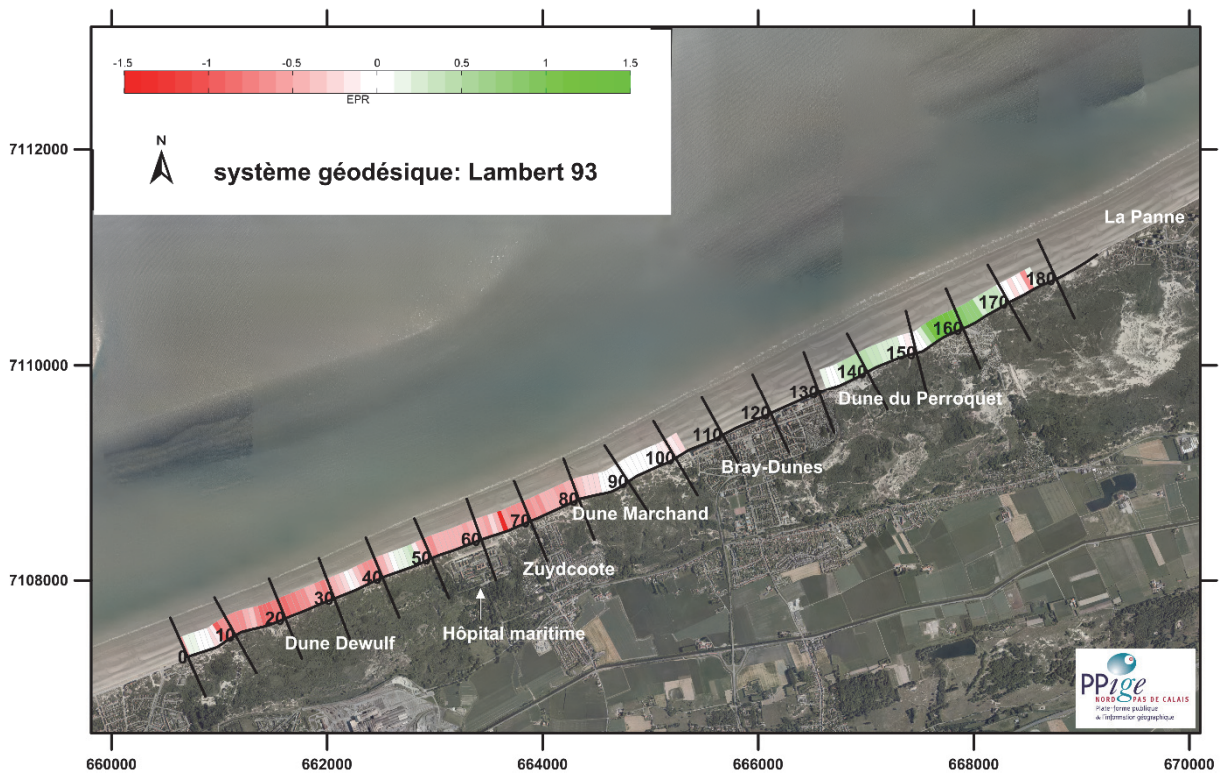 -1.5 -1 -0.5 0 0.5 1 1.5
EPR
N
système géodésique: Lambert 93
7112000
7110000
7108000
La Panne
180
170
160
150
140
Dune du Perroquet
130
120
110
Bray-Dunes
100
90
Dune Marchand
80
70
Zuydcoote
60
50
Hôpital maritime
40
30
20
Dune Dewulf
10
0
PPige
NORD PAS DE CALAIS
Plate-forme publique
de l'information géographique
660000 662000 664000 666000 668000 670000